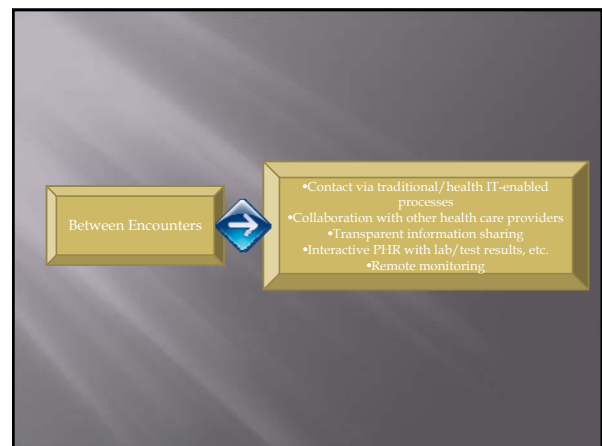 Between Encounters
•Contact via traditional/health IT-enabled
processes
•Collaboration with other health care providers
•Transparent information sharing
•Interactive PHR with lab/test results, etc.
•Remote monitoring